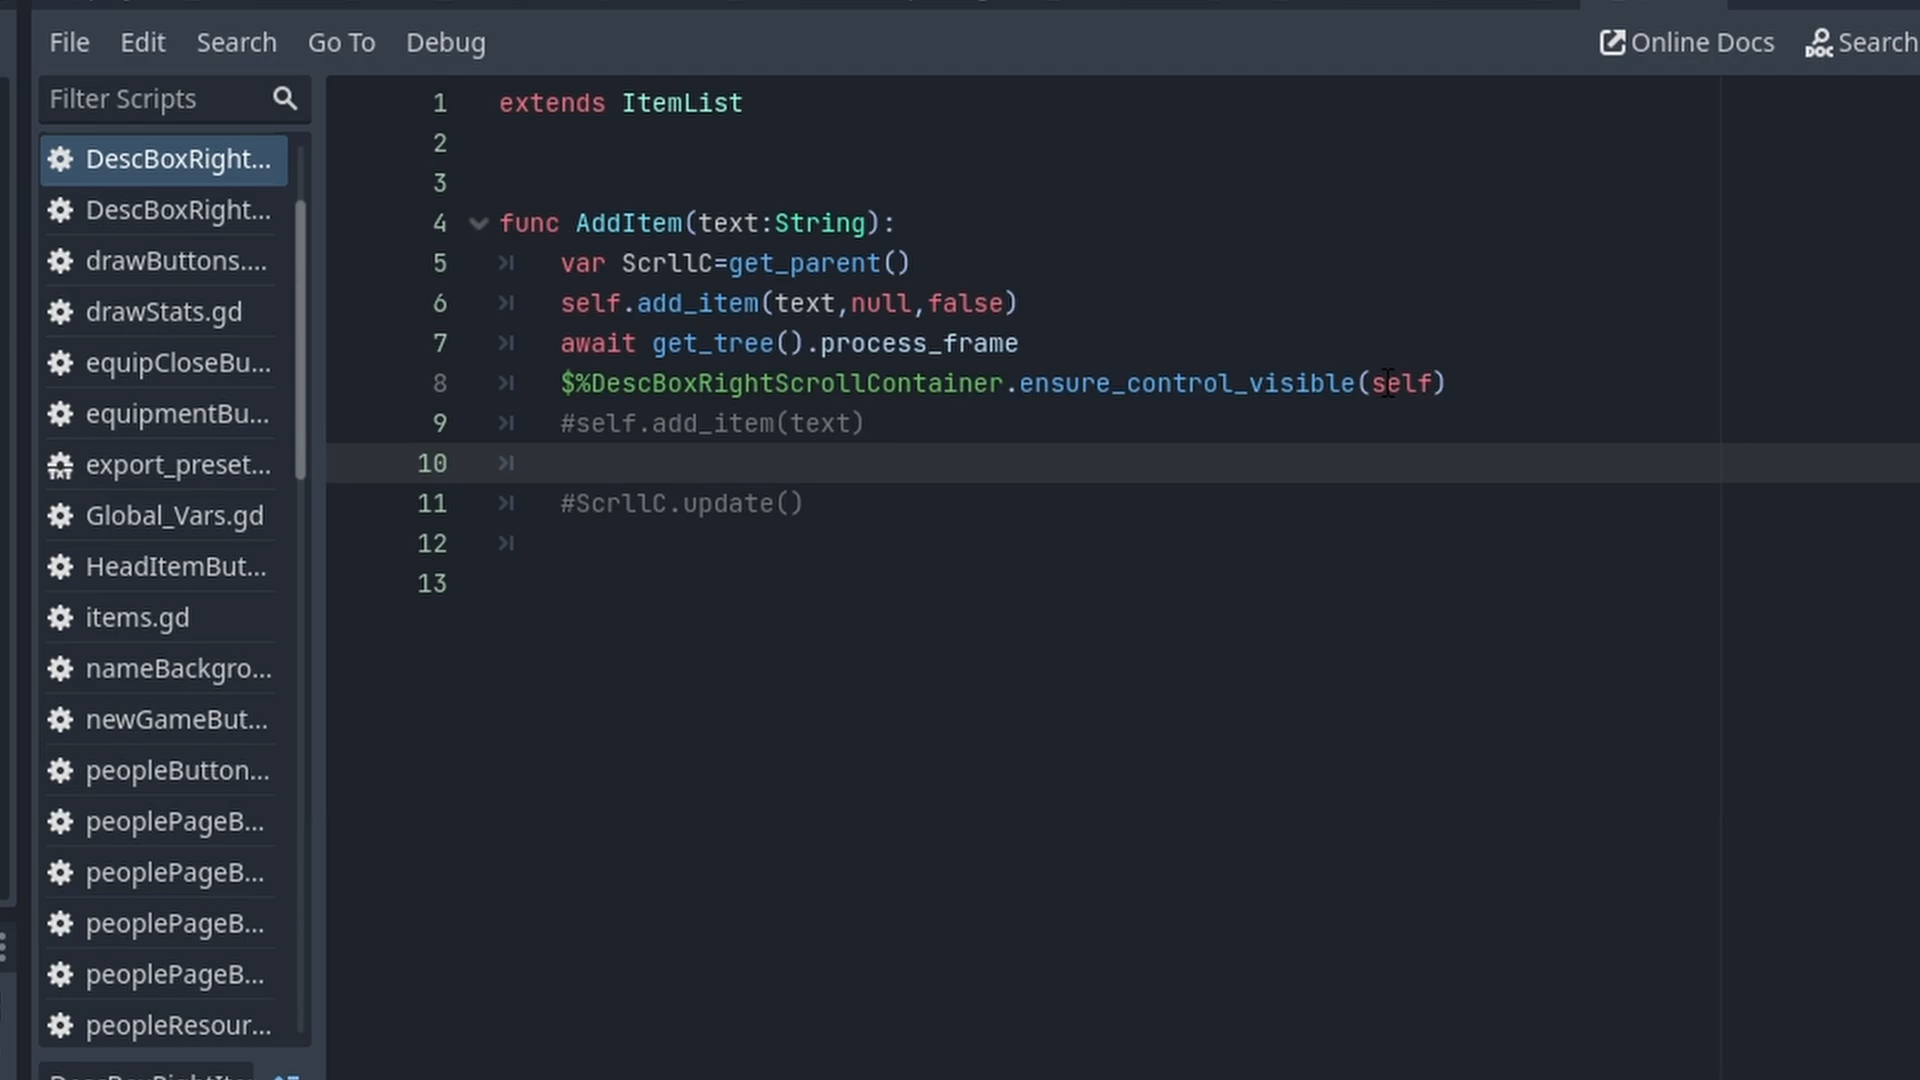 File Edit Search Go To Debug
Online Docs Search
Filter Scripts
DescBoxRight...
DescBoxRight...
drawButtons....
drawStats.gd
equipCloseBu...
equipmentBu...
export_preset...
Global_Vars.gd
HeadItemBut...
items.gd
nameBackgro...
newGameBut...
peopleButton...
peoplePageB...
peoplePageB...
peoplePageB...
peoplePageB...
peopleResour...
1 extends ItemList
2
3
4 func AddItem(text:String):
5 var ScrllC=get_parent()
6 self.add_item(text,null,false)
7 await get_tree().process_frame
8 $%DescBoxRightScrollContainer.ensure_control_visible(self)
9 #self.add_item(text)
10
11 #ScrllC.update()
12
13